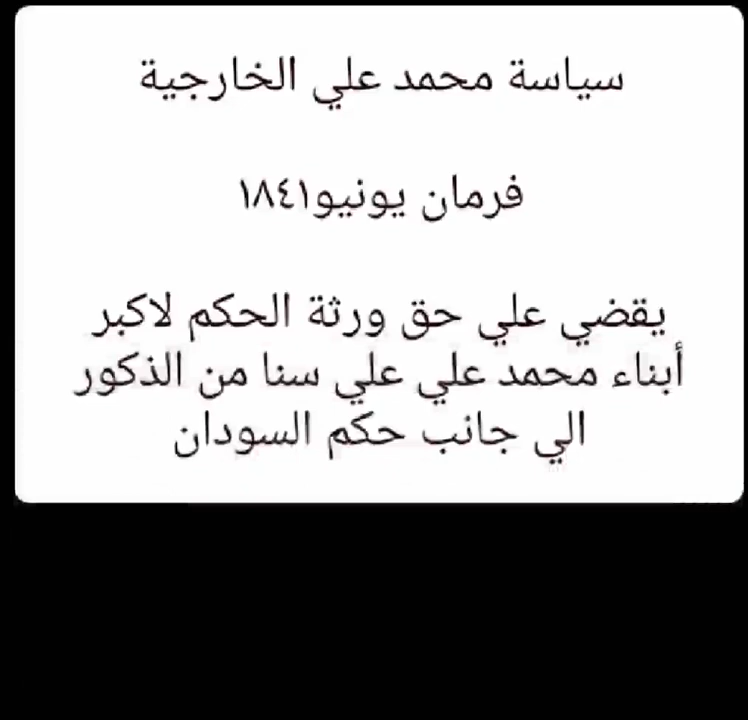 سياسة محمد علي الخارجية
فرمان يونيو١٨٤١
يقضي علي حق ورثة الحكم لاكبر
أبناء محمد علي علي سنا من الذكور
الي جانب حكم السودان